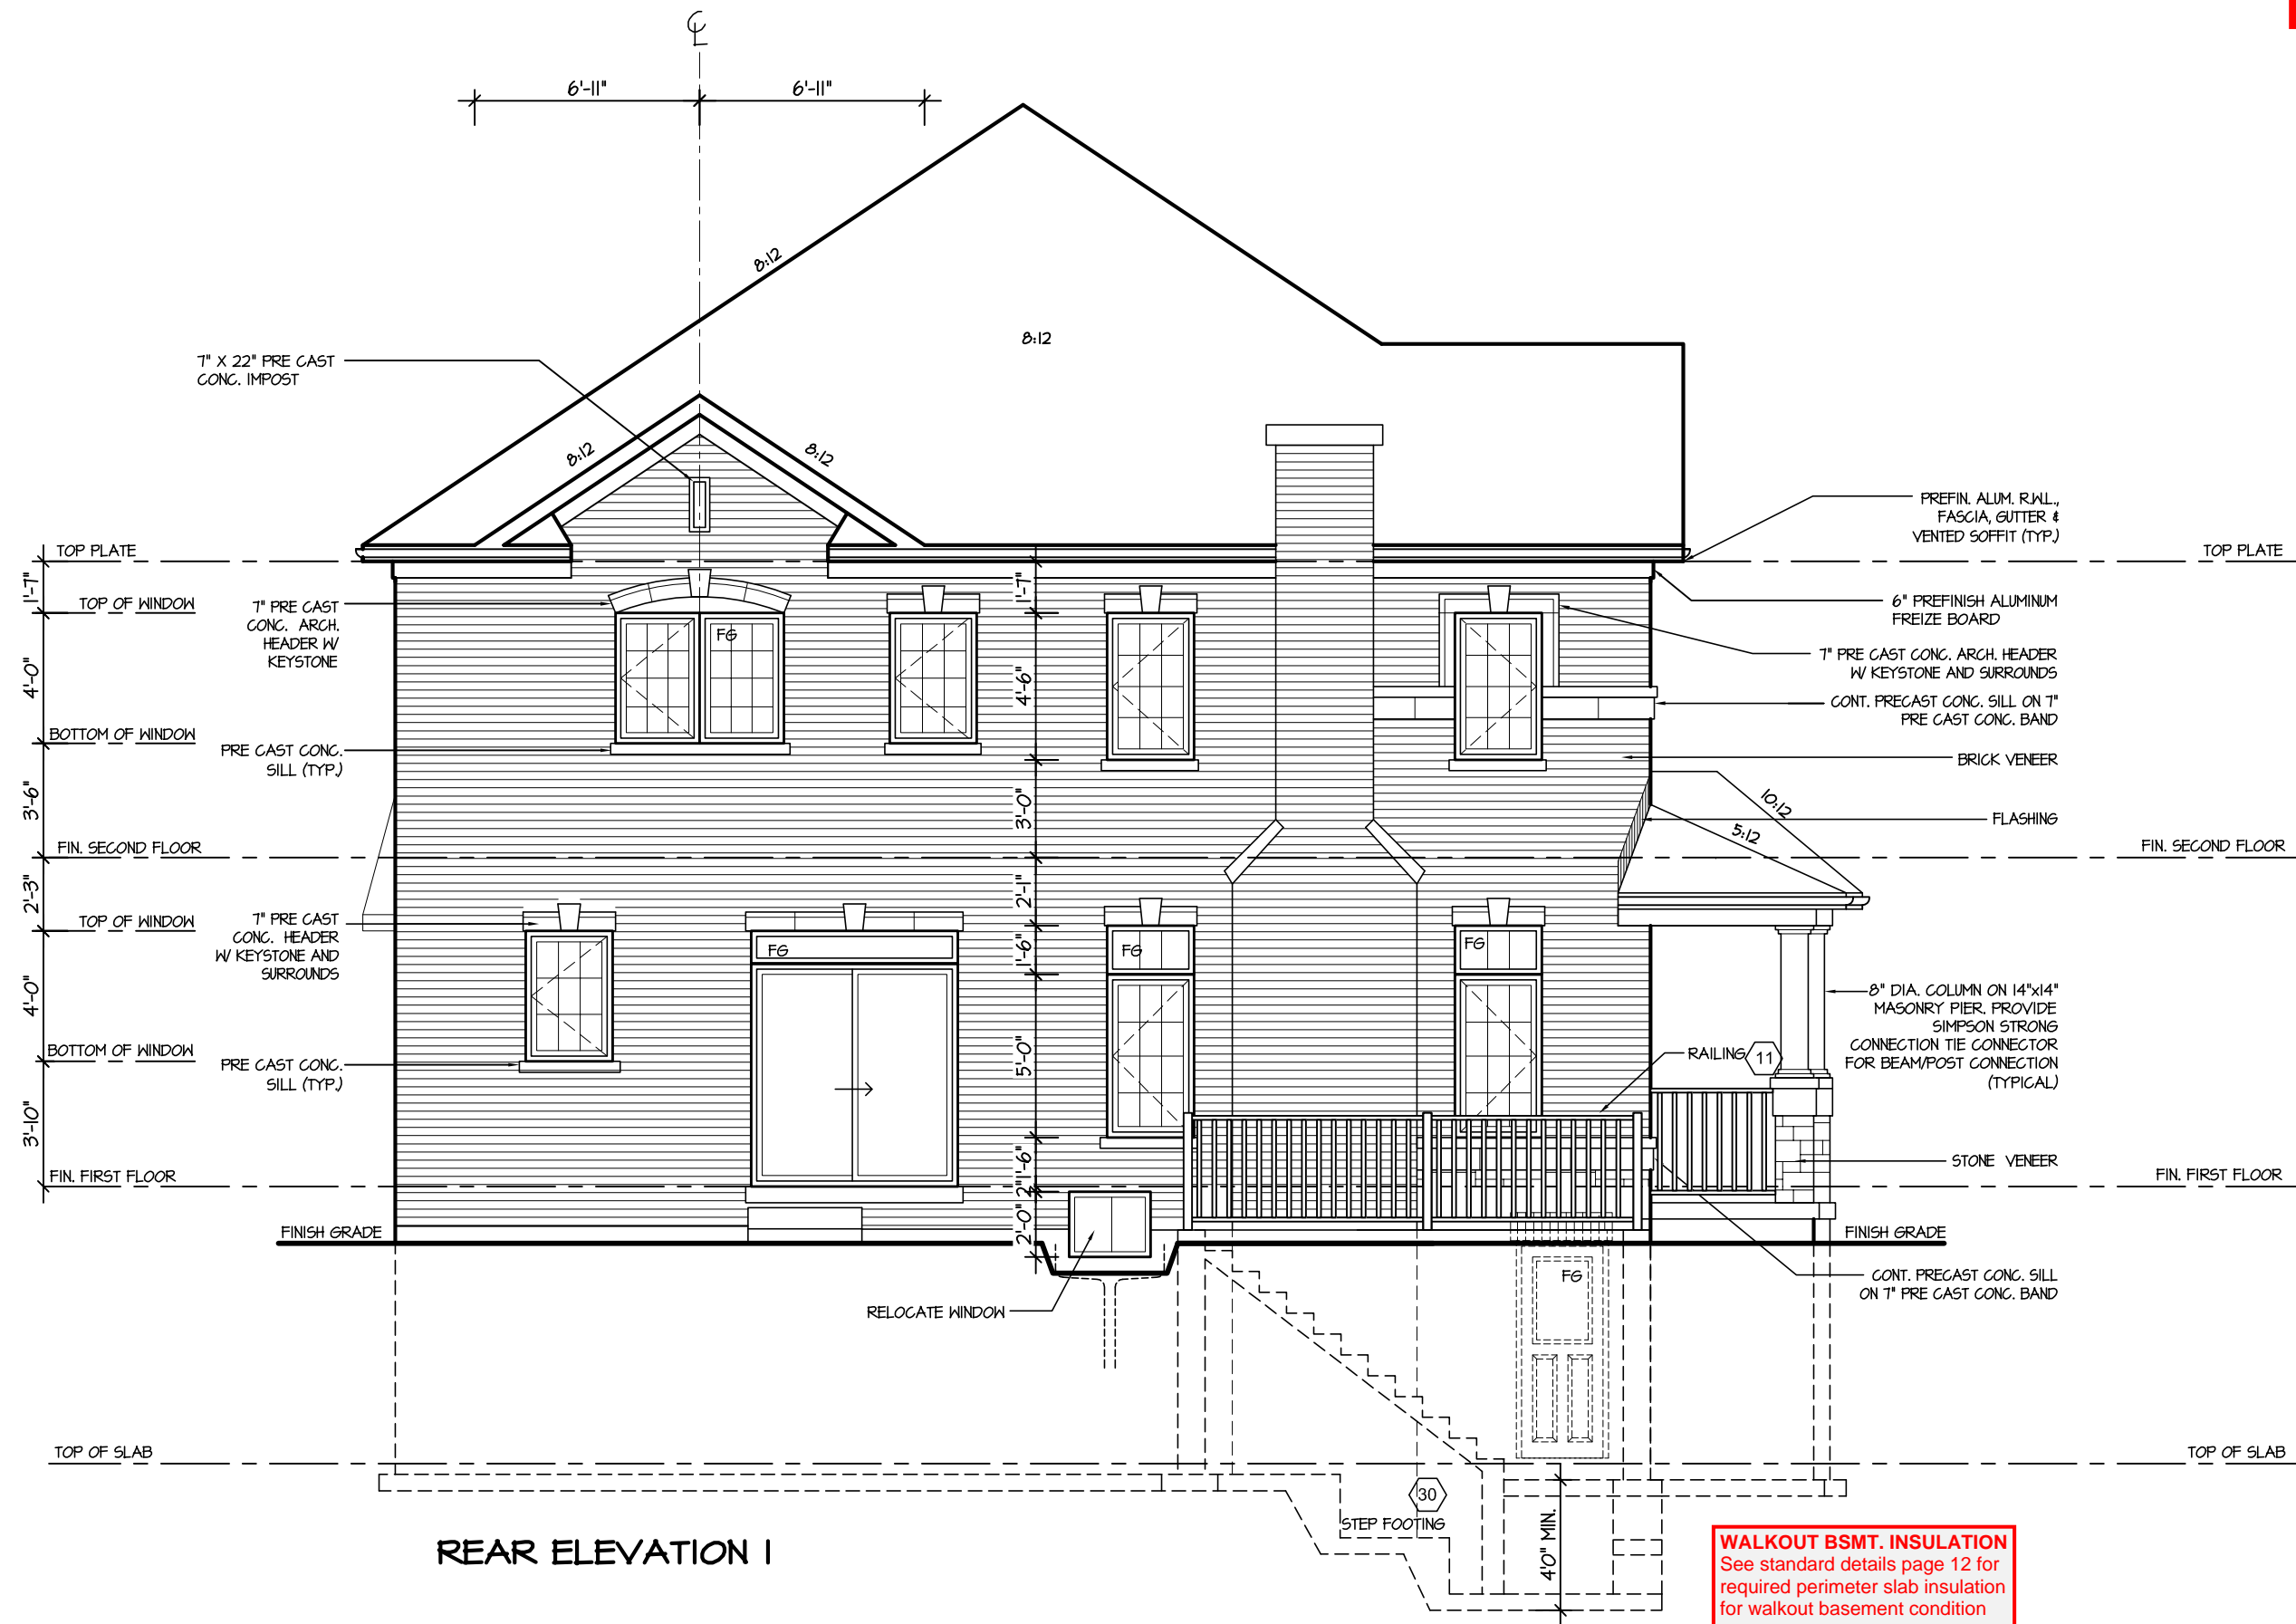 ℄
6'-11" 6'-11"
8:12
8:12
7" X 22" PRE CAST
CONC. IMPOST
8:12 8:12
PREFIN. ALUM. R.W.L.,
FASCIA, GUTTER &
VENTED SOFFIT (TYP.)
TOP PLATE
TOP PLATE
1'-7"
1'-7"
TOP OF WINDOW
7" PRE CAST
CONC. ARCH.
HEADER W/
KEYSTONE
FG
6" PREFINISH ALUMINUM
FREIZE BOARD
7" PRE CAST CONC. ARCH. HEADER
W/ KEYSTONE AND SURROUNDS
4'-0"
4'-6"
CONT. PRECAST CONC. SILL ON 7"
PRE CAST CONC. BAND
BOTTOM OF WINDOW
PRE CAST CONC.
SILL (TYP.)
BRICK VENEER
3'-6"
3'-0"
10:12
5:12
FLASHING
FIN. SECOND FLOOR
FIN. SECOND FLOOR
2'-3"
2'-1"
TOP OF WINDOW
7" PRE CAST
CONC. HEADER
W/ KEYSTONE AND
SURROUNDS
FG
FG
FG
1'-6"
4'-0"
8" DIA. COLUMN ON 14"x14"
MASONRY PIER. PROVIDE
SIMPSON STRONG
CONNECTION TIE CONNECTOR
FOR BEAM/POST CONNECTION
(TYPICAL)
5'-0"
RAILING 11
BOTTOM OF WINDOW
PRE CAST CONC.
SILL (TYP.)
3'-10"
1'-6"
STONE VENEER
FIN. FIRST FLOOR
FIN. FIRST FLOOR
2"
2'-0"
FINISH GRADE
FINISH GRADE
FG
CONT. PRECAST CONC. SILL
ON 7" PRE CAST CONC. BAND
RELOCATE WINDOW
TOP OF SLAB
TOP OF SLAB
30
STEP FOOTING
4'0" MIN.
REAR ELEVATION 1
WALKOUT BSMT. INSULATION
See standard details page 12 for
required perimeter slab insulation
for walkout basement condition